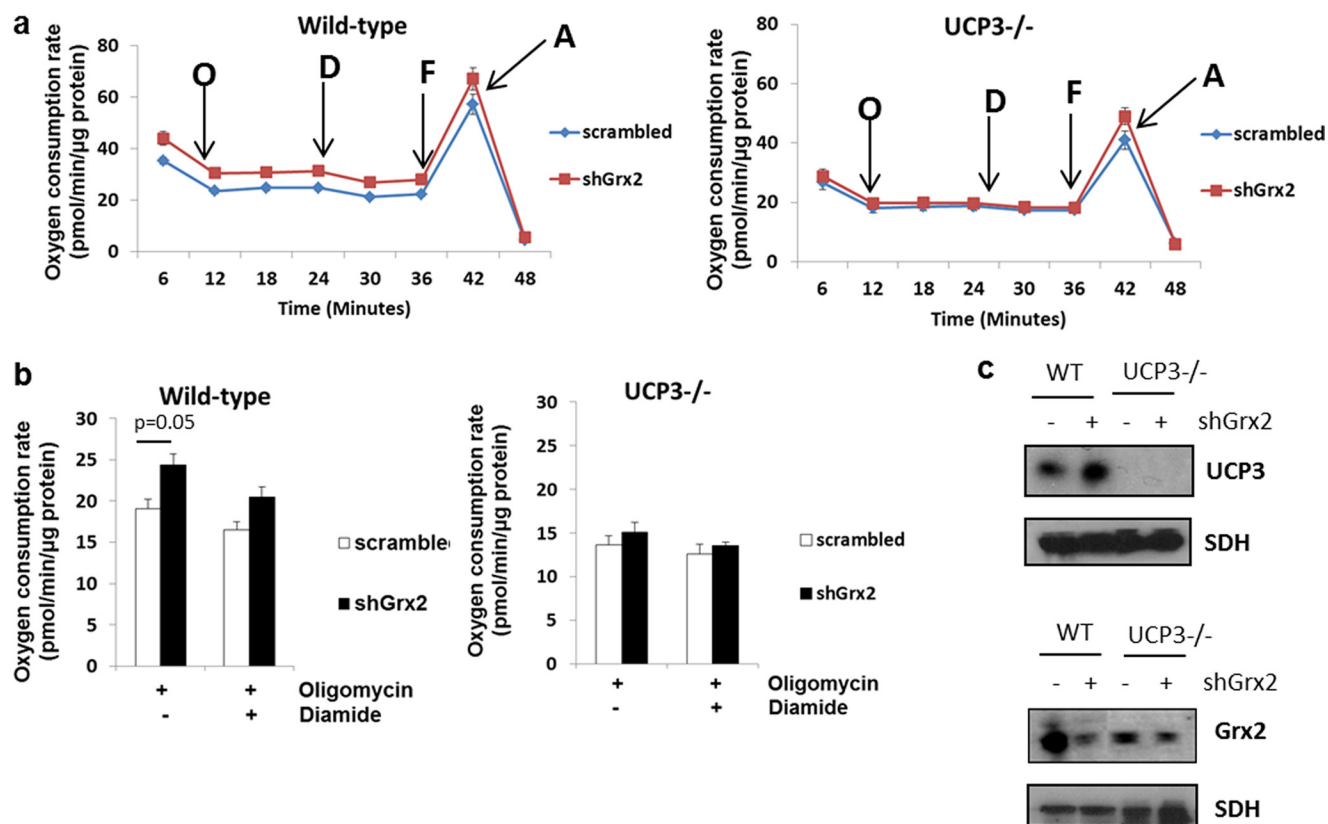 a
Wild-type
Oxygen consumption rate
(pmol/min/µg protein)
80
60
40
20
0
O
D
F
A
scrambled
shGrx2
6 12 18 24 30 36 42 48
Time (Minutes)
UCP3-/-
Oxygen consumption rate
(pmol/min/µg protein)
80
60
40
20
0
O
D
F
A
scrambled
shGrx2
6 12 18 24 30 36 42 48
Time (Minutes)
b
Wild-type
Oxygen consumption rate
(pmol/min/µg protein)
30
25
20
15
10
5
0
p=0.05
scramble
shGrx2
+ + Oligomycin
- + Diamide
UCP3-/-
Oxygen consumption rate
(pmol/min/µg protein)
30
25
20
15
10
5
0
scrambled
shGrx2
+ + Oligomycin
- + Diamide
c
WT UCP3-/-
- + - + shGrx2
UCP3
SDH
WT UCP3-/-
- + - + shGrx2
Grx2
SDH